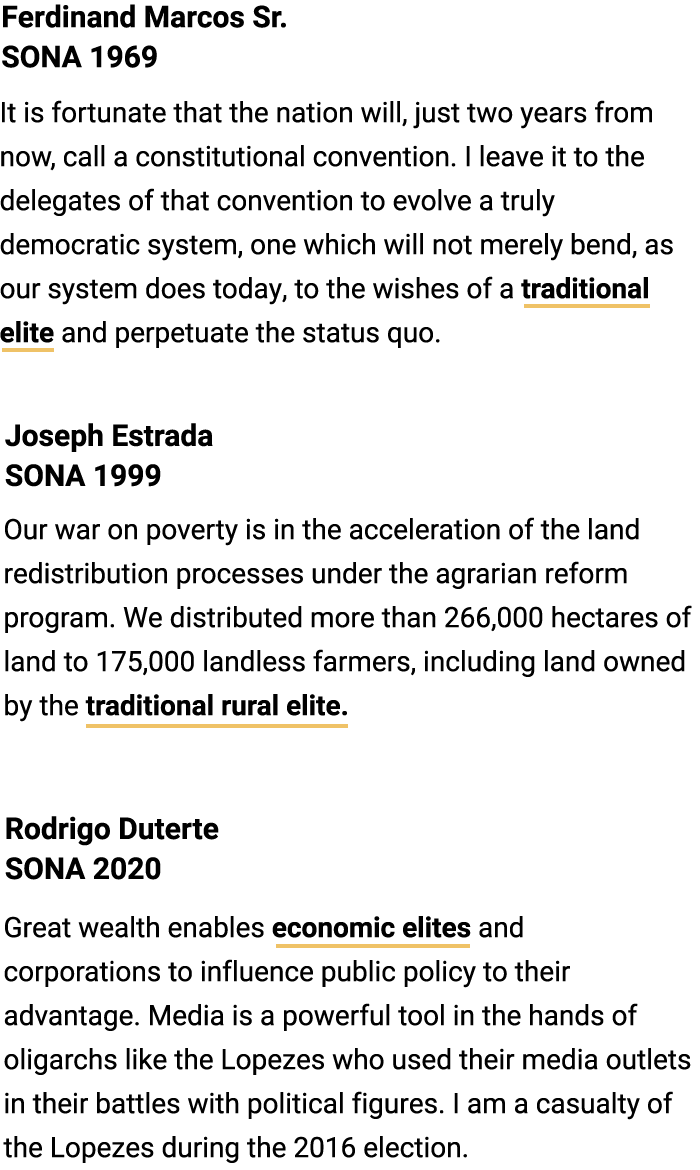 Ferdinand Marcos Sr.
SONA 1969
It is fortunate that the nation will, just two years from
now, call a constitutional convention. I leave it to the
delegates of that convention to evolve a truly
democratic system, one which will not merely bend, as
our system does today, to the wishes of a traditional
elite and perpetuate the status quo.
Joseph Estrada
SONA 1999
Our war on poverty is in the acceleration of the land
redistribution processes under the agrarian reform
program. We distributed more than 266,000 hectares of
land to 175,000 landless farmers, including land owned
by the traditional rural elite.
Rodrigo Duterte
SONA 2020
Great wealth enables economic elites and
corporations to influence public policy to their
advantage. Media is a powerful tool in the hands of
oligarchs like the Lopezes who used their media outlets
in their battles with political figures. I am a casualty of
the Lopezes during the 2016 election.